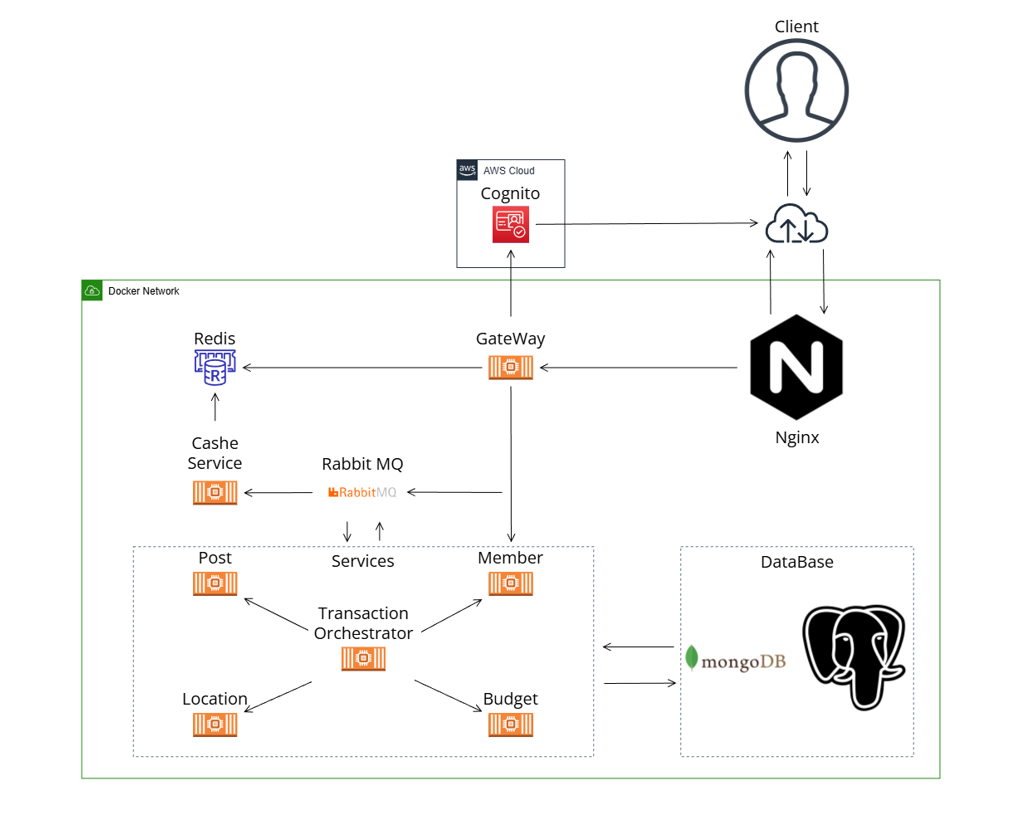 Client
aws
AWS Cloud
Cognito
Docker Network
Redis
R
GateWay
N
Nginx
Cashe
Service
Rabbit MQ
RabbitMQ
Post
Services
Member
DataBase
Transaction
Orchestrator
mongoDB
Location
Budget